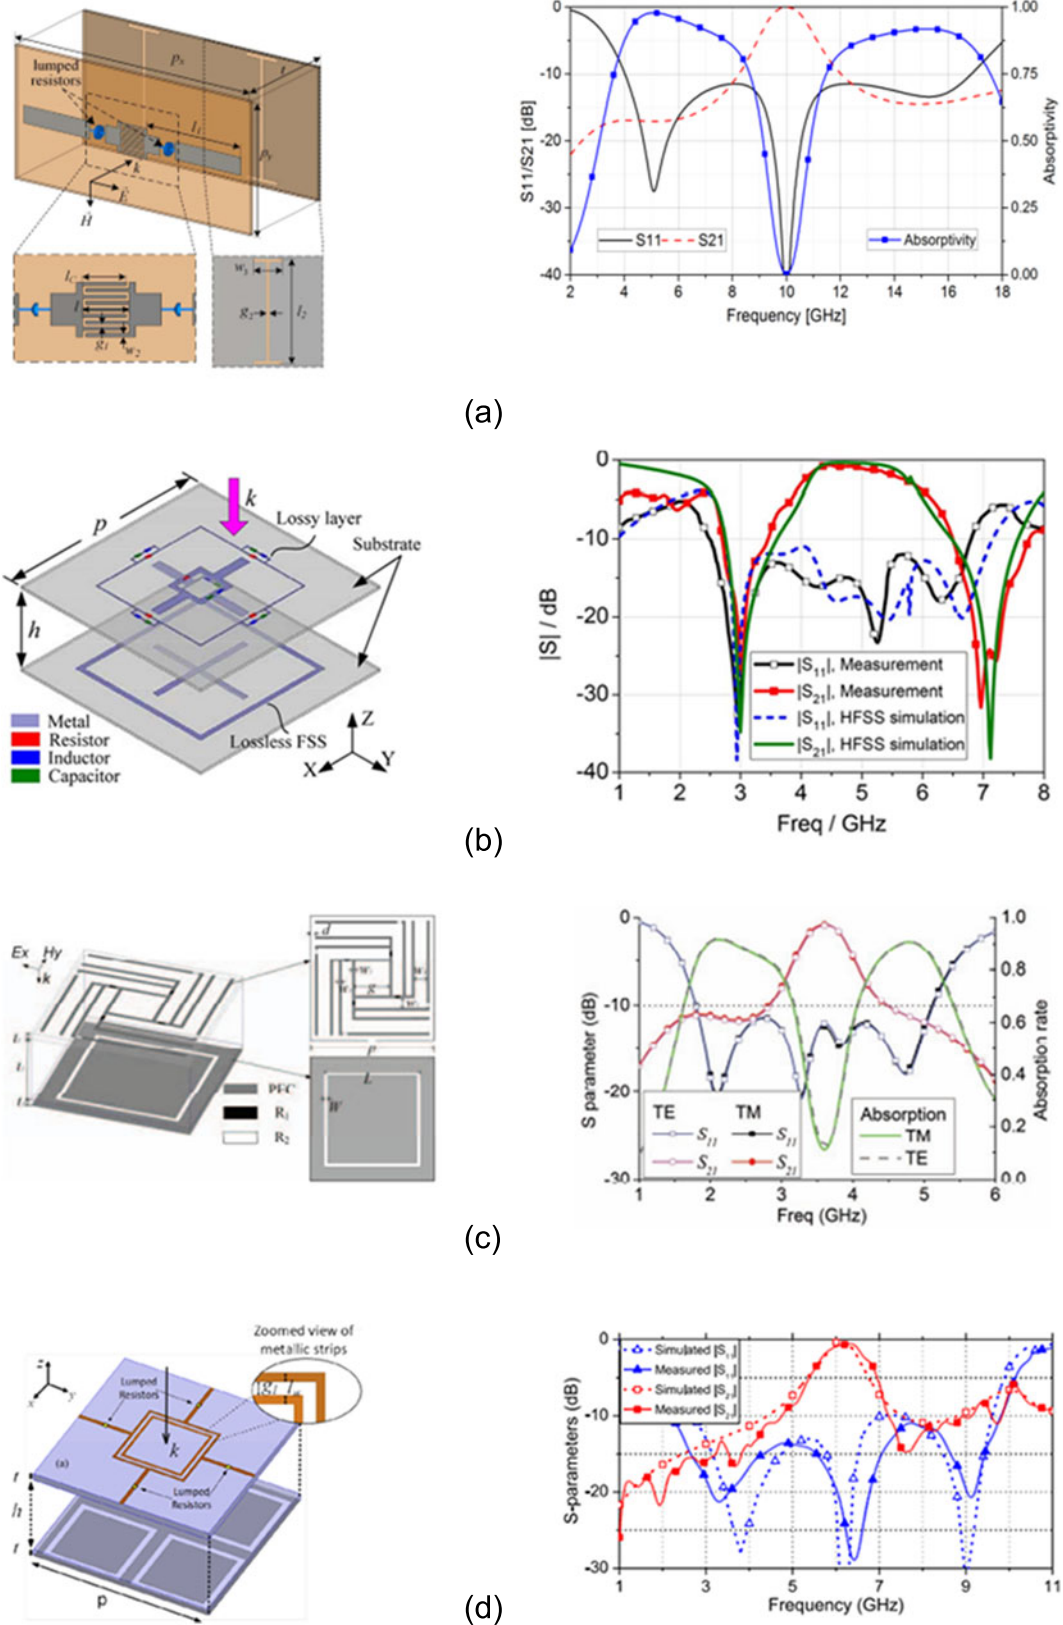 lumped
resistors
pₓ
t
l₁
p_y
k
E
H
l_C
l
g₁
w₂
w₃
g₂
l₂
S11/S21 [dB]
0
-10
-20
-30
-40
1.00
0.75
0.50
0.25
0.00
Absorptivity
S11 S21 Absorptivity
2 4 6 8 10 12 14 16 18
Frequency [GHz]
(a)
p
k
Lossy layer
Substrate
h
Lossless FSS
Metal
Resistor
Inductor
Capacitor
Z
X
Y
|S| / dB
0
-10
-20
-30
-40
|S₁₁|, Measurement
|S₂₁|, Measurement
|S₁₁|, HFSS simulation
|S₂₁|, HFSS simulation
1 2 3 4 5 6 7 8
Freq / GHz
(b)
Ex Hy
k
d
g
P
L
W
PEC
R₁
R₂
S parameter (dB)
0
-10
-20
-30
1.0
0.8
0.6
0.4
0.2
0.0
Absorption rate
TE TM
S₁₁ S₁₁
S₂₁ S₂₁
Absorption
TM
TE
1 2 3 4 5 6
Freq (GHz)
(c)
Zoomed view of
metallic strips
z
x
y
Lumped
Resistors
k
(a)
Lumped
Resistors
t
h
t
p
S-parameters (dB)
0
-10
-20
-30
Simulated |S₁₁|
Measured |S₁₁|
Simulated |S₂₁|
Measured |S₂₁|
1 3 5 7 9 11
Frequency (GHz)
(d)